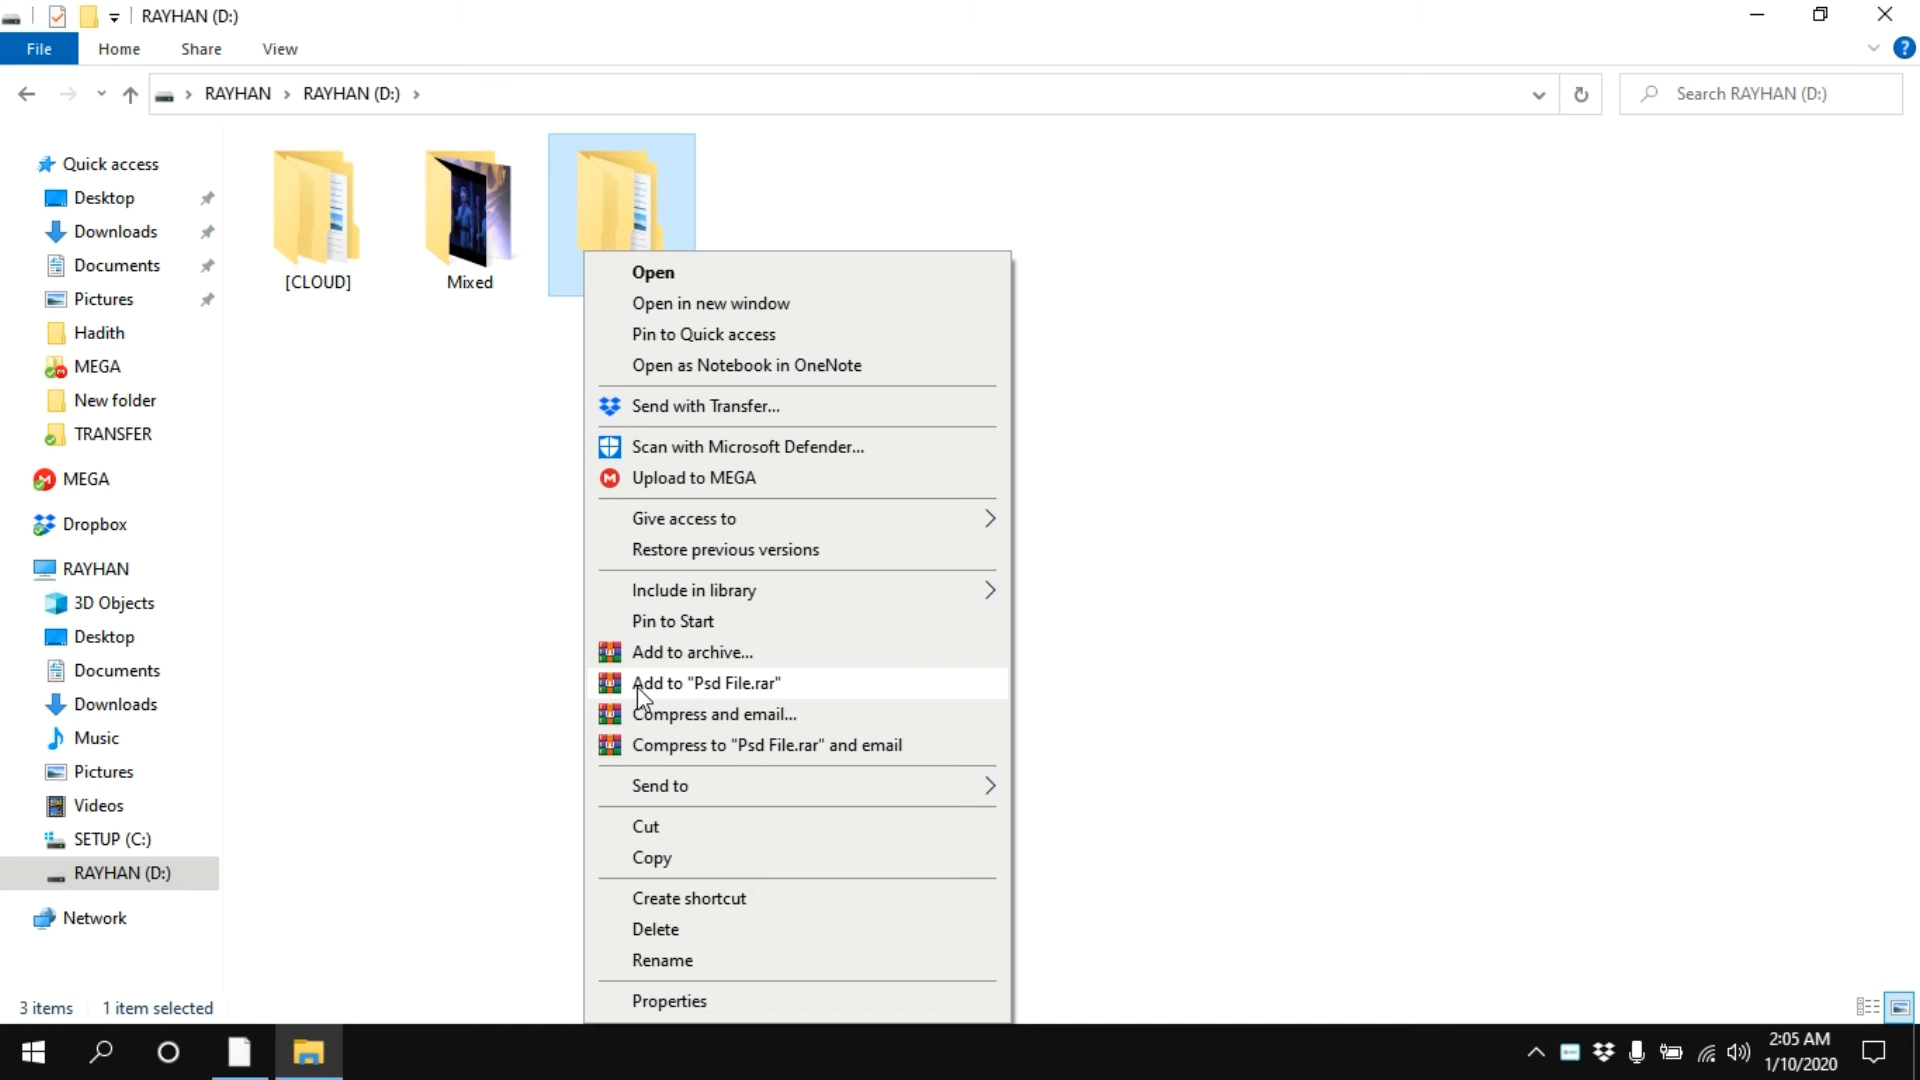 RAYHAN (D:)
File Home Share View
RAYHAN RAYHAN (D:)
Search RAYHAN (D:)
Quick access
Desktop
Downloads
Documents
Pictures
Hadith
MEGA
New folder
TRANSFER
MEGA
Dropbox
RAYHAN
3D Objects
Desktop
Documents
Downloads
Music
Pictures
Videos
SETUP (C:)
RAYHAN (D:)
Network
[CLOUD]
Mixed
Open
Open in new window
Pin to Quick access
Open as Notebook in OneNote
Send with Transfer...
Scan with Microsoft Defender...
Upload to MEGA
Give access to
Restore previous versions
Include in library
Pin to Start
Add to archive...
Add to "Psd File.rar"
Compress and email...
Compress to "Psd File.rar" and email
Send to
Cut
Copy
Create shortcut
Delete
Rename
Properties
3 items 1 item selected
2:05 AM
1/10/2020